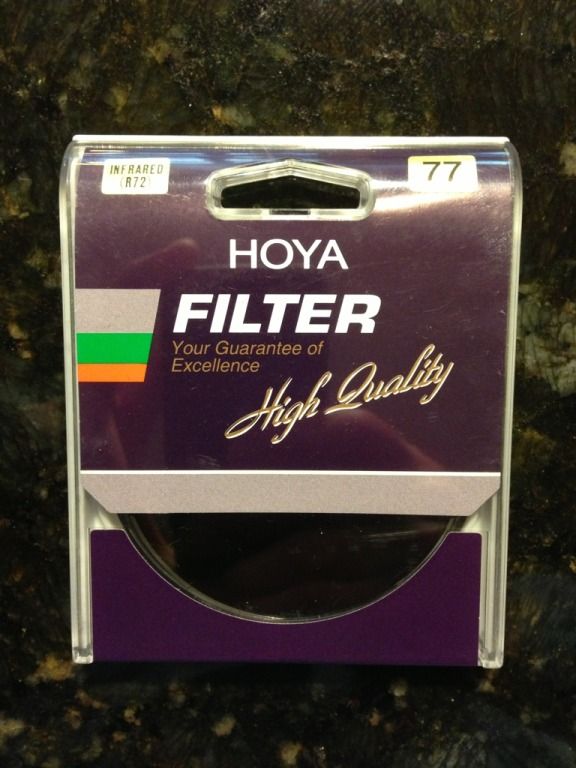 INFRARED
(R72)
77
HOYA
FILTER
Your Guarantee of
Excellence
High Quality